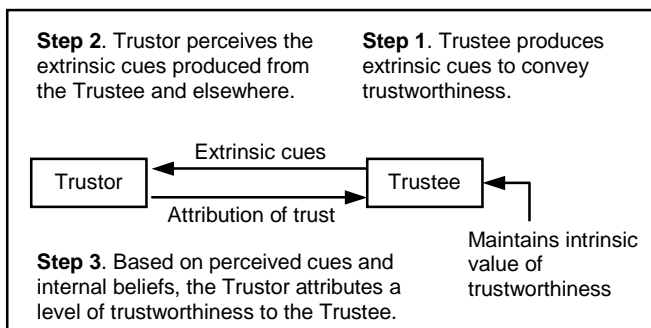 Step 2. Trustor perceives the
extrinsic cues produced from
the Trustee and elsewhere.
Step 1. Trustee produces
extrinsic cues to convey
trustworthiness.
Extrinsic cues
Trustor
Trustee
Attribution of trust
Maintains intrinsic
value of
trustworthiness
Step 3. Based on perceived cues and
internal beliefs, the Trustor attributes a
level of trustworthiness to the Trustee.